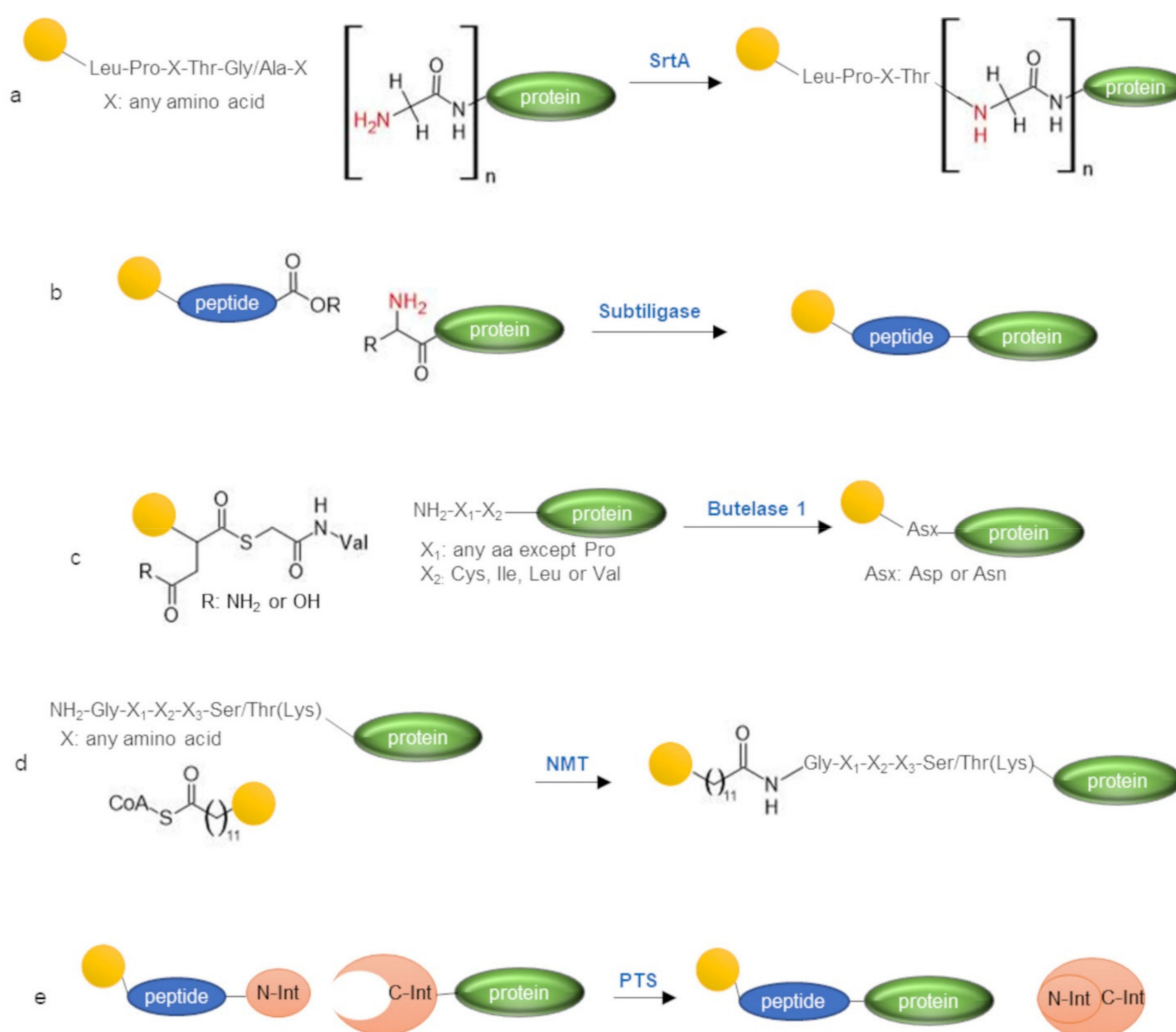 a
Leu-Pro-X-Thr-Gly/Ala-X
X: any amino acid
H₂N
H
H
O
N
H
n
protein
SrtA
Leu-Pro-X-Thr
N
H
H
H
O
N
H
n
protein
b
peptide
O
OR
NH₂
R
O
protein
Subtiligase
peptide
protein
c
O
S
O
H
N
Val
R
O
R: NH₂ or OH
NH₂-X₁-X₂
protein
X₁: any aa except Pro
X₂: Cys, Ile, Leu or Val
Butelase 1
Asx
protein
Asx: Asp or Asn
d
NH₂-Gly-X₁-X₂-X₃-Ser/Thr(Lys)
X: any amino acid
protein
CoA
S
O
11
NMT
11
O
N
H
Gly-X₁-X₂-X₃-Ser/Thr(Lys)
protein
e
peptide
N-Int
C-Int
protein
PTS
peptide
protein
N-Int
C-Int